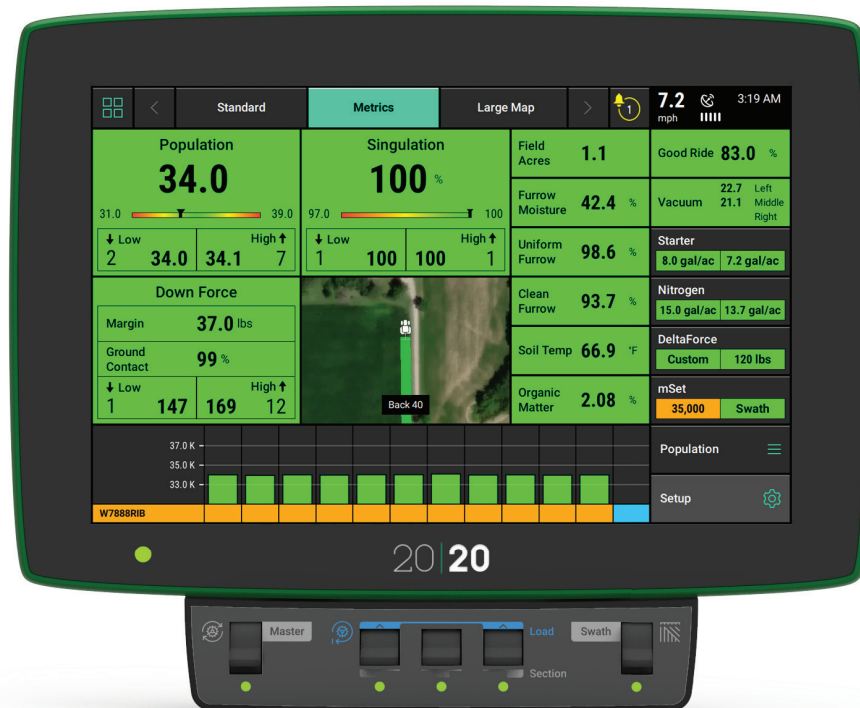 Standard
Metrics
Large Map
1
7.2
mph
3:19 AM
Population
34.0
31.0 39.0
↓ Low High ↑
2 34.0 34.1 7
Singulation
100 %
97.0 100
↓ Low High ↑
1 100 100 1
Field Acres 1.1
Furrow Moisture 42.4 %
Uniform Furrow 98.6 %
Clean Furrow 93.7 %
Soil Temp 66.9 °F
Organic Matter 2.08 %
Good Ride 83.0 %
Vacuum
22.7 Left
21.1 Middle
Right
Starter
8.0 gal/ac 7.2 gal/ac
Nitrogen
15.0 gal/ac 13.7 gal/ac
DeltaForce
Custom 120 lbs
mSet
35,000 Swath
Population
Setup
Down Force
Margin 37.0 lbs
Ground Contact 99 %
↓ Low High ↑
1 147 169 12
Back 40
37.0 K
35.0 K
33.0 K
W7888RIB
20|20
Master
Load
Swath
Section